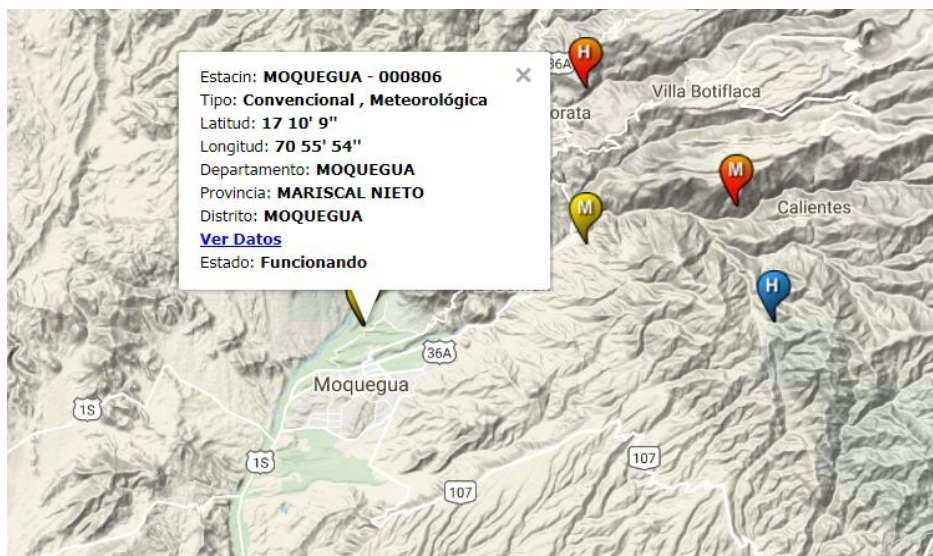 Estacin: MOQUEGUA - 000806
Tipo: Convencional , Meteorológica
Latitud: 17 10' 9''
Longitud: 70 55' 54''
Departamento: MOQUEGUA
Provincia: MARISCAL NIETO
Distrito: MOQUEGUA
Ver Datos
Estado: Funcionando
×
36A
H
orata
Villa Botiflaca
M
M
Calientes
H
36A
Moquegua
1S
1S
107
107